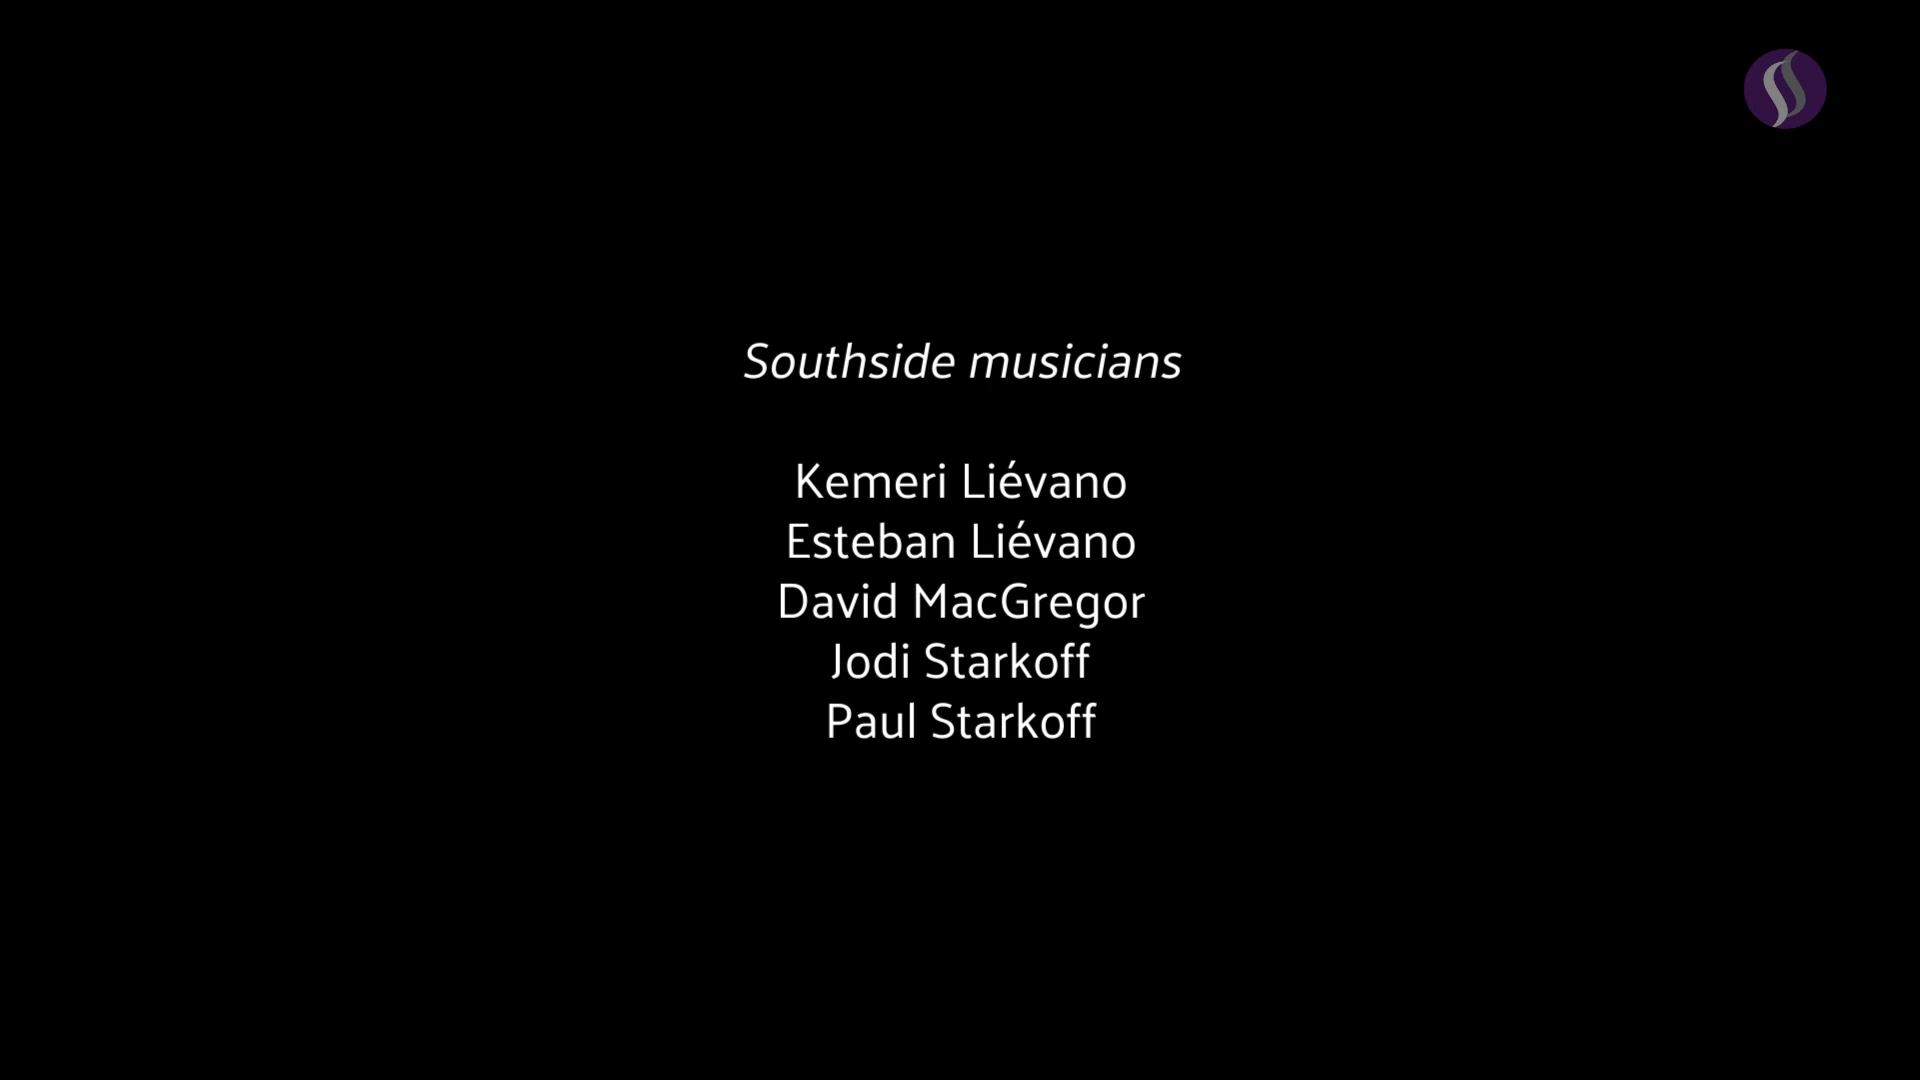 Southside musicians
Kemeri Liévano
Esteban Liévano
David MacGregor
Jodi Starkoff
Paul Starkoff